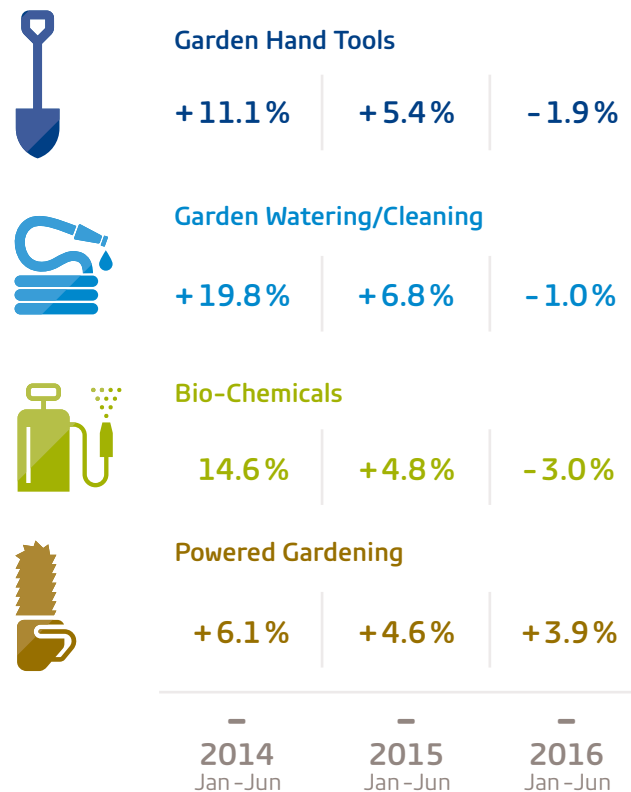 Garden Hand Tools
+11.1% +5.4% -1.9%
Garden Watering/Cleaning
+19.8% +6.8% -1.0%
Bio-Chemicals
14.6% +4.8% -3.0%
Powered Gardening
+6.1% +4.6% +3.9%
– – –
2014 2015 2016
Jan-Jun Jan-Jun Jan-Jun